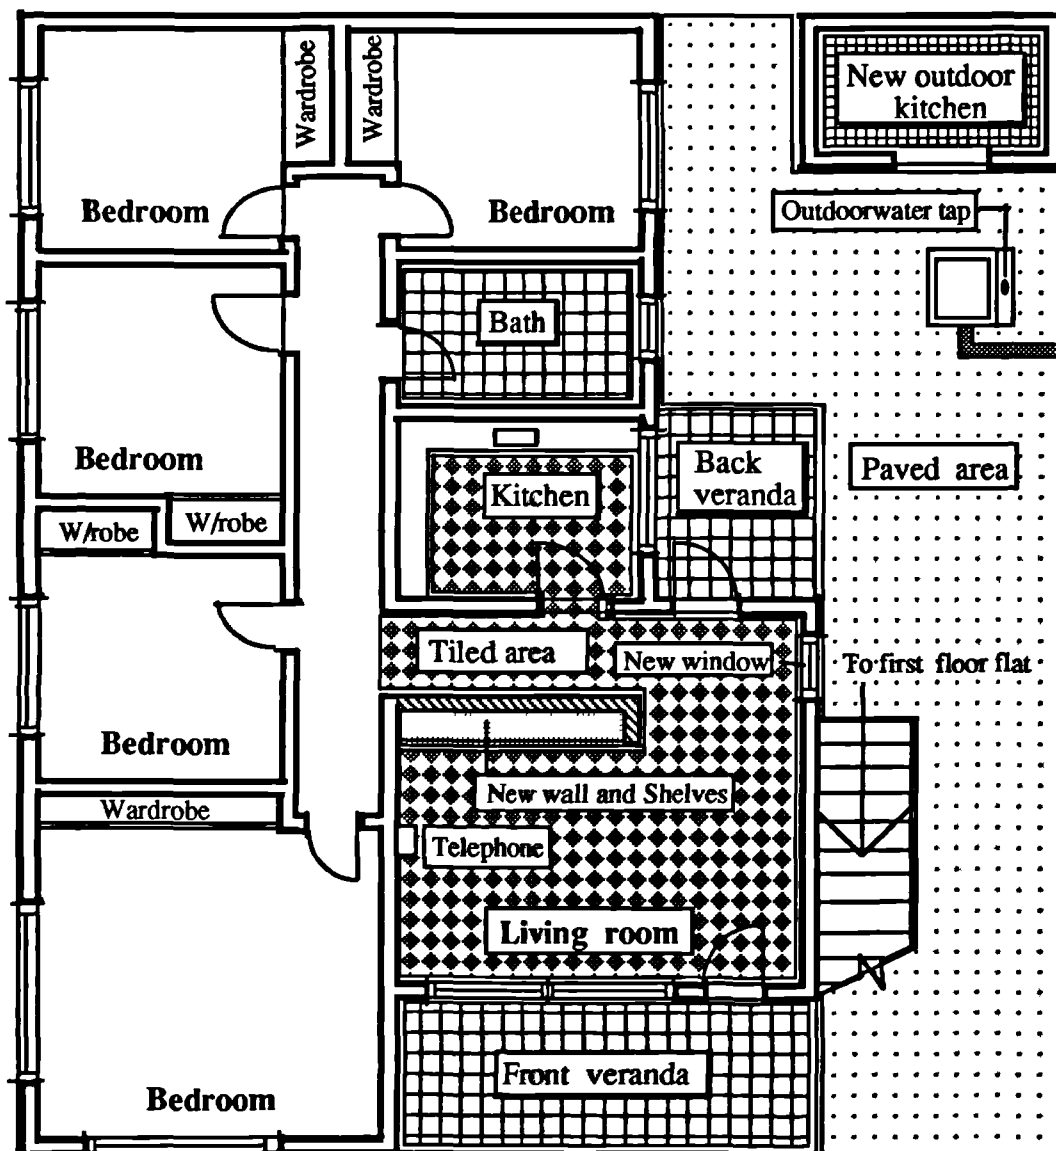 Wardrobe
Wardrobe
New outdoor
kitchen
Bedroom
Bedroom
Outdoorwater tap
Bath
Bedroom
Back
veranda
Paved area
Kitchen
W/robe
W/robe
Tiled area
New window
To first floor flat
Bedroom
New wall and Shelves
Wardrobe
Telephone
Living room
Front veranda
Bedroom